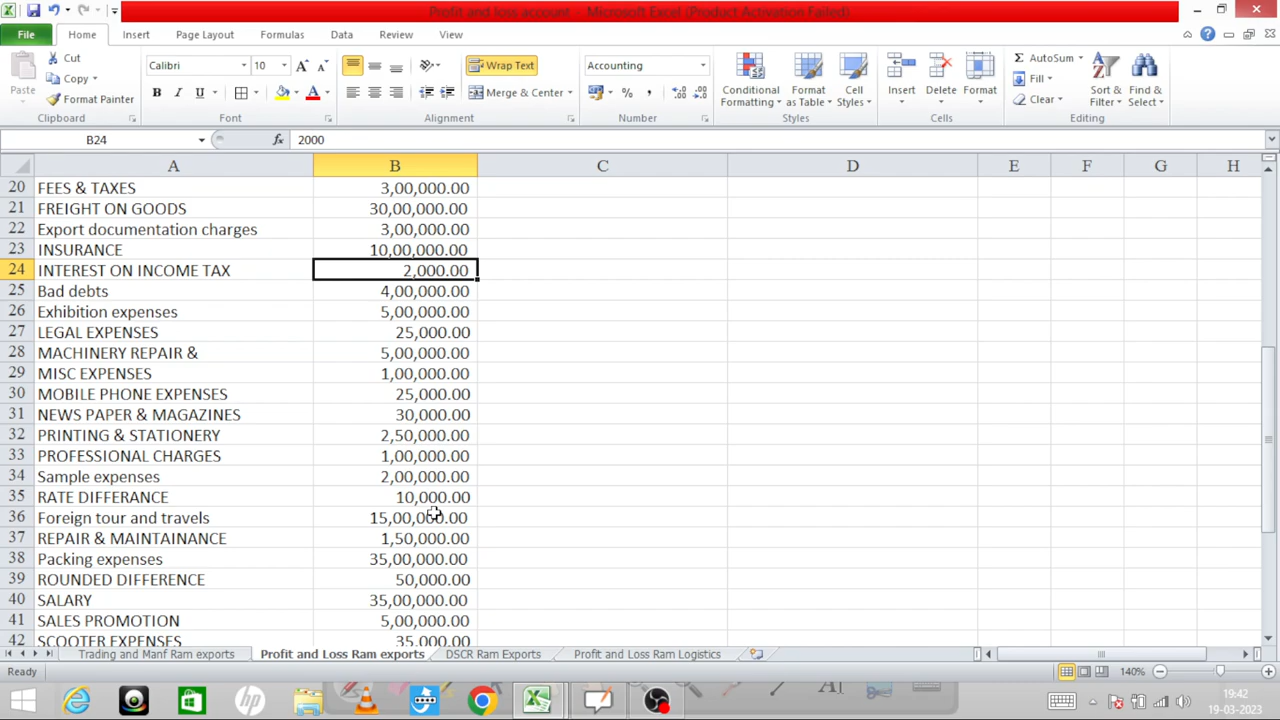 Profit and loss account - Microsoft Excel (Product Activation Failed)
File Home Insert Page Layout Formulas Data Review View
Cut
Copy
Format Painter
Paste
Clipboard
Calibri 10
B I U
Font
Wrap Text
Merge & Center
Alignment
Accounting
Number
Conditional Formatting
Format as Table
Cell Styles
Styles
Insert Delete Format
Cells
AutoSum
Fill
Clear
Sort & Filter
Find & Select
Editing
B24 fx 2000
A B C D E F G H
20 FEES & TAXES 3,00,000.00
21 FREIGHT ON GOODS 30,00,000.00
22 Export documentation charges 3,00,000.00
23 INSURANCE 10,00,000.00
24 INTEREST ON INCOME TAX 2,000.00
25 Bad debts 4,00,000.00
26 Exhibition expenses 5,00,000.00
27 LEGAL EXPENSES 25,000.00
28 MACHINERY REPAIR & 5,00,000.00
29 MISC EXPENSES 1,00,000.00
30 MOBILE PHONE EXPENSES 25,000.00
31 NEWS PAPER & MAGAZINES 30,000.00
32 PRINTING & STATIONERY 2,50,000.00
33 PROFESSIONAL CHARGES 1,00,000.00
34 Sample expenses 2,00,000.00
35 RATE DIFFERANCE 10,000.00
36 Foreign tour and travels 15,00,000.00
37 REPAIR & MAINTAINANCE 1,50,000.00
38 Packing expenses 35,00,000.00
39 ROUNDED DIFFERENCE 50,000.00
40 SALARY 35,00,000.00
41 SALES PROMOTION 5,00,000.00
42 SCOOTER EXPENSES 35,000.00
Trading and Manf Ram exports Profit and Loss Ram exports DSCR Ram Exports Profit and Loss Ram Logistics
Ready 140%
hp
19:42
19-03-2023